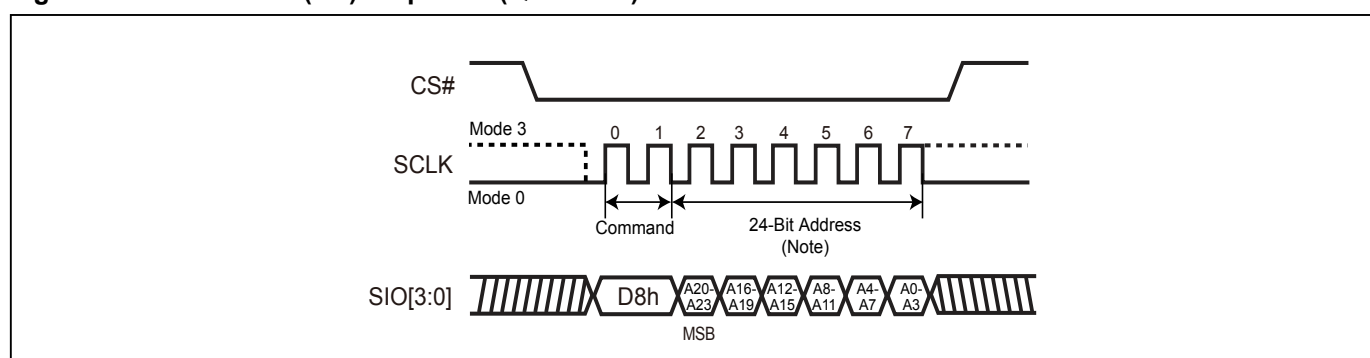 CS#
Mode 3
0 1 2 3 4 5 6 7
SCLK
Mode 0
Command
24-Bit Address
(Note)
SIO[3:0]
D8h
A20-
A23
A16-
A19
A12-
A15
A8-
A11
A4-
A7
A0-
A3
MSB